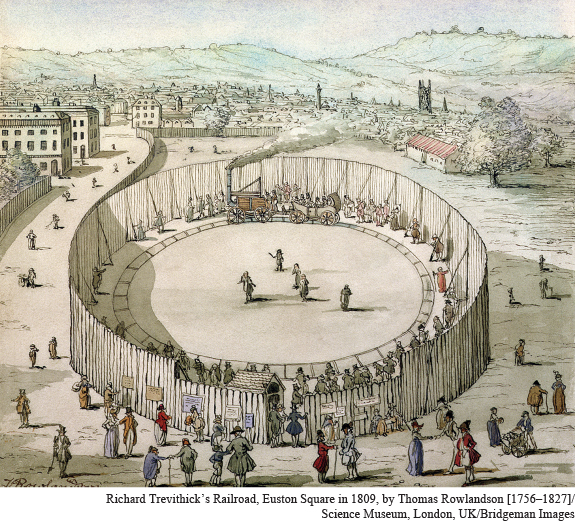 Richard Trevithick's Railroad, Euston Square in 1809, by Thomas Rowlandson [1756–1827]/
Science Museum, London, UK/Bridgeman Images